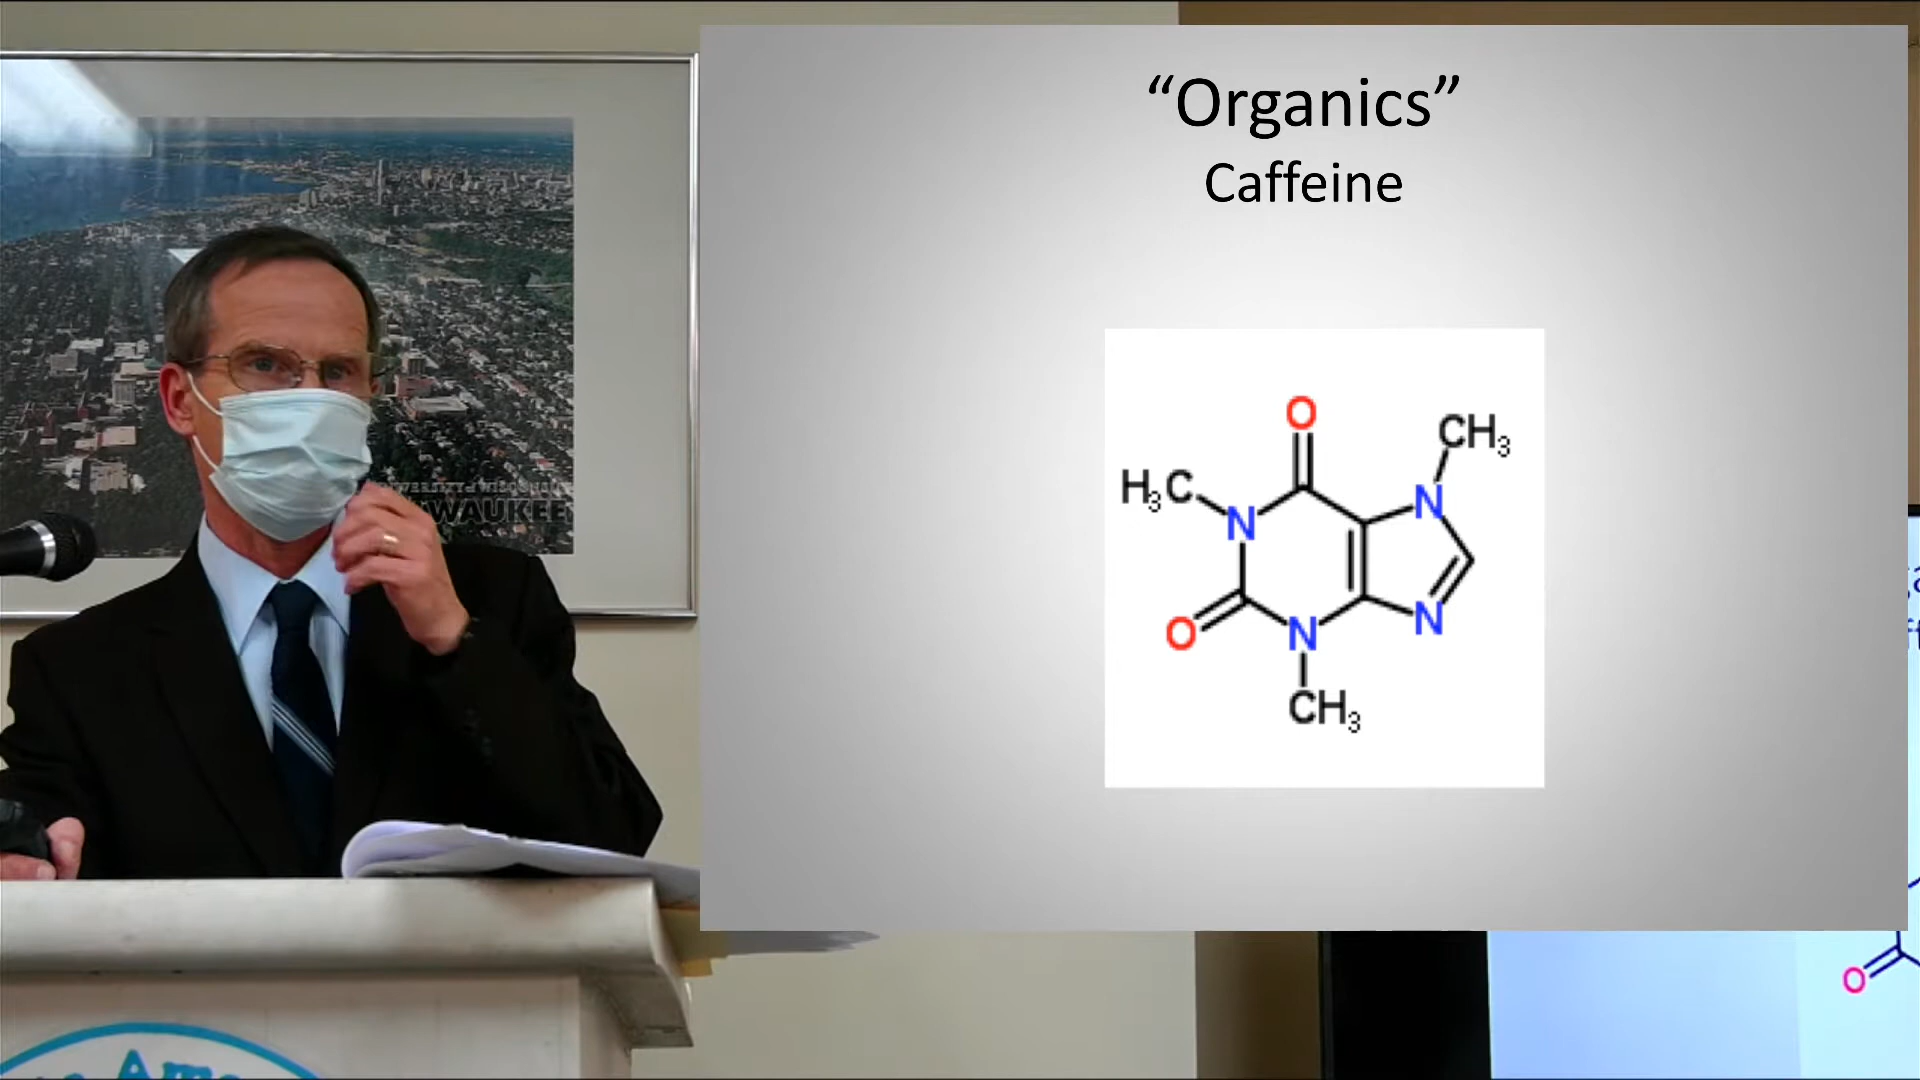 “Organics”
Caffeine
O
CH3
H3C
N
N
O
N
N
CH3
WAUKEE
O